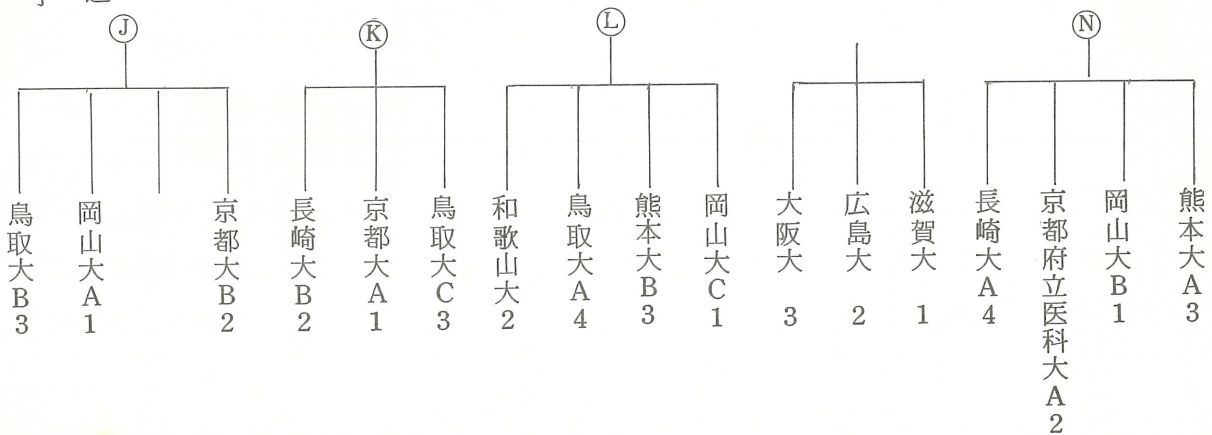 Ⓙ
鳥取大B3
岡山大A1
京都大B2
Ⓚ
長崎大B2
京都大A1
鳥取大C3
Ⓛ
和歌山大2
鳥取大A4
熊本大B3
岡山大C1
大阪大 3
広島大 2
滋賀大 1
Ⓝ
長崎大A4
京都府立医科大A2
岡山大B1
熊本大A3